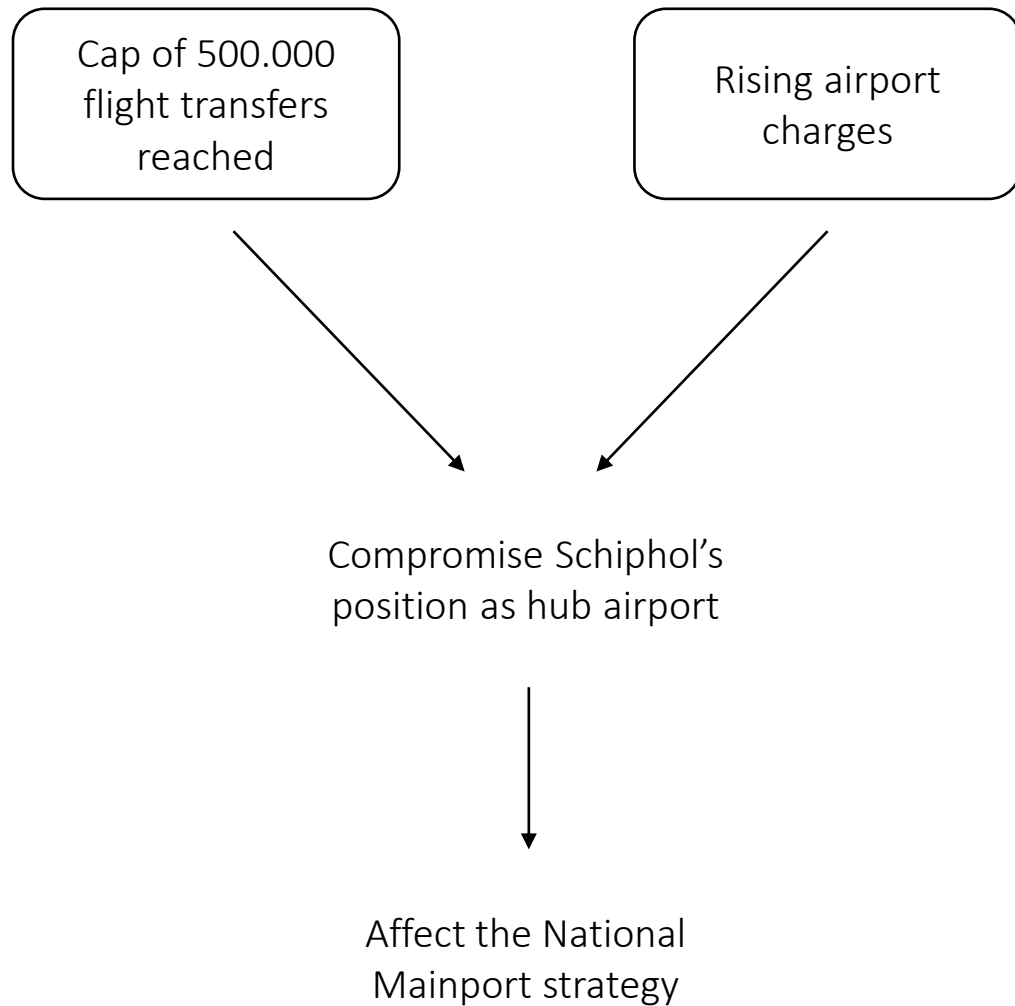 Cap of 500.000
flight transfers
reached
Rising airport
charges
Compromise Schiphol’s
position as hub airport
Affect the National
Mainport strategy